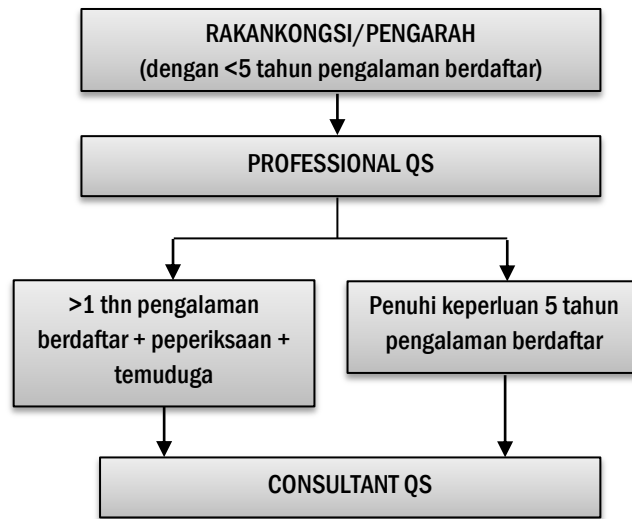 RAKANKONGSI/PENGARAH
(dengan <5 tahun pengalaman berdaftar)
PROFESSIONAL QS
>1 thn pengalaman
berdaftar + peperiksaan +
temuduga
Penuhi keperluan 5 tahun
pengalaman berdaftar
CONSULTANT QS